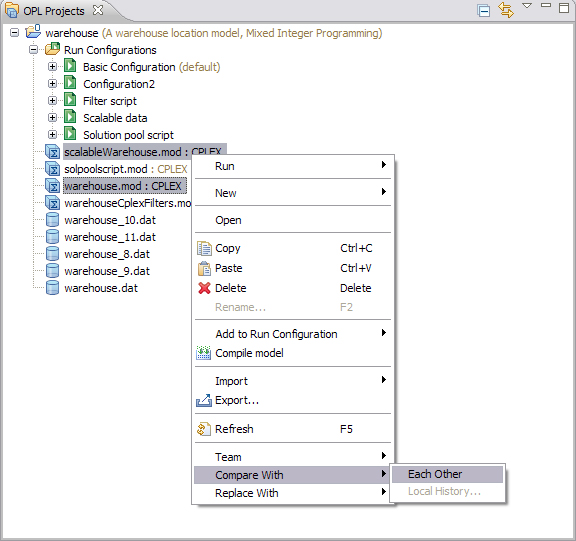 OPL Projects
warehouse (A warehouse location model, Mixed Integer Programming)
Run Configurations
Basic Configuration (default)
Configuration2
Filter script
Scalable data
Solution pool script
scalableWarehouse.mod : CPLEX
solpoolscript.mod : CPLEX
warehouse.mod : CPLEX
warehouseCplexFilters.mo
warehouse_10.dat
warehouse_11.dat
warehouse_8.dat
warehouse_9.dat
warehouse.dat
Run
New
Open
Copy Ctrl+C
Paste Ctrl+V
Delete Delete
Rename... F2
Add to Run Configuration
Compile model
Import
Export...
Refresh F5
Team
Compare With
Replace With
Each Other
Local History...